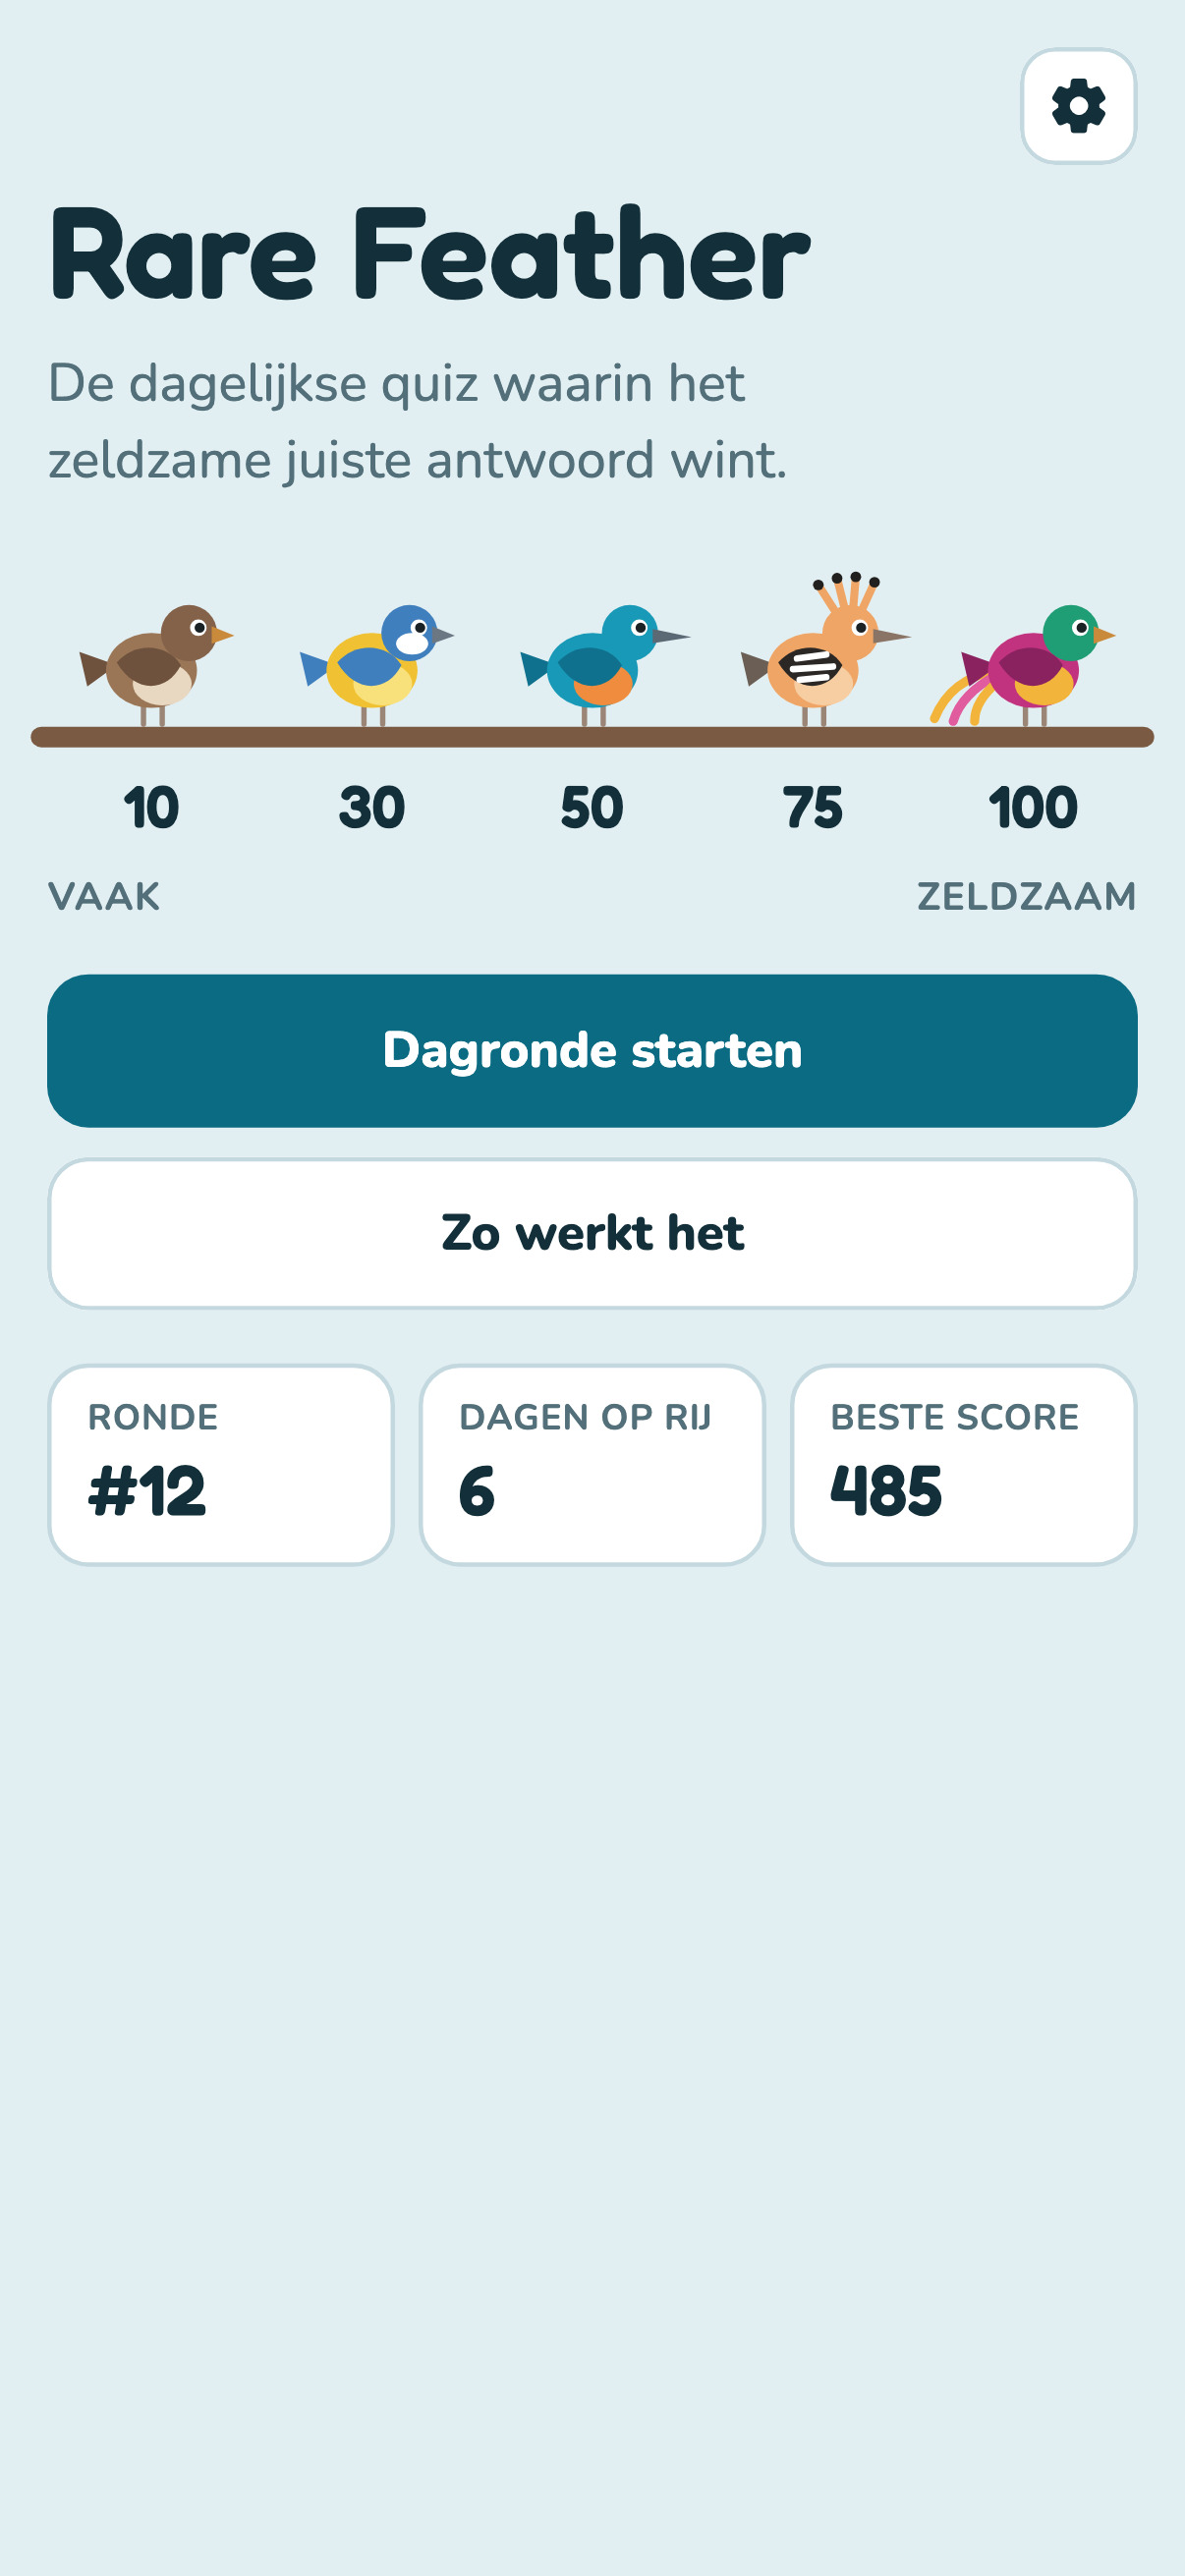 Rare Feather
De dagelijkse quiz waarin het
zeldzame juiste antwoord wint.
10 30 50 75 100
VAAK ZELDZAAM
Dagronde starten
Zo werkt het
RONDE DAGEN OP RIJ BESTE SCORE
#12 6 485